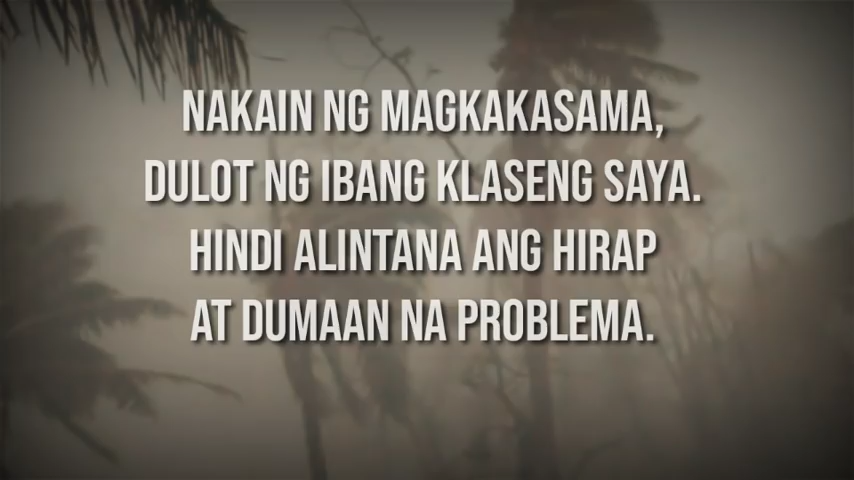 NAKAIN NG MAGKAKASAMA,
DULOT NG IBANG KLASENG SAYA.
HINDI ALINTANA ANG HIRAP
AT DUMAAN NA PROBLEMA.